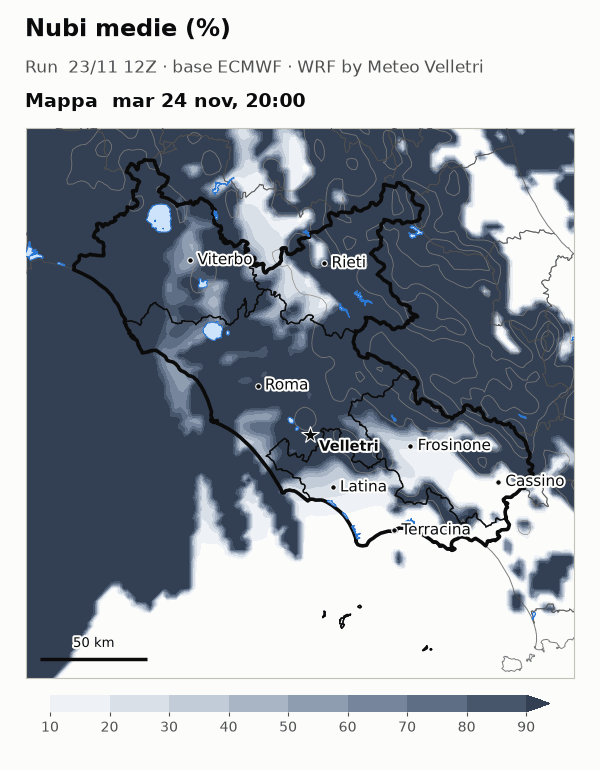 Nubi medie (%)
Run  23/11 12Z · base ECMWF · WRF by Meteo Velletri
Mappa  mar 24 nov, 20:00
Viterbo
Rieti
Roma
Velletri
Frosinone
Cassino
Latina
Terracina
50 km
10 20 30 40 50 60 70 80 90